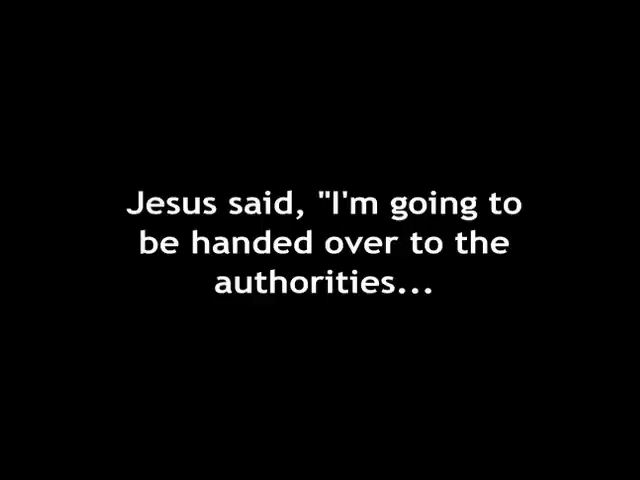 Jesus said, "I'm going to
be handed over to the
authorities...